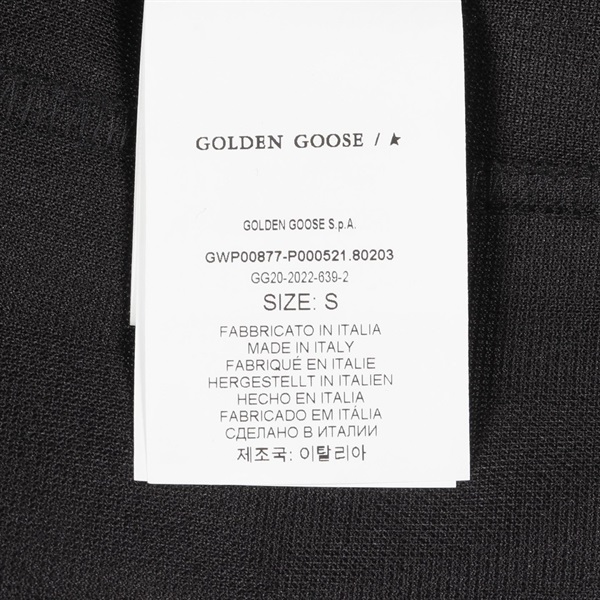 GOLDEN GOOSE / ★
GOLDEN GOOSE S.p.A.
GWP00877-P000521.80203
GG20-2022-639-2
SIZE: S
FABBRICATO IN ITALIA
MADE IN ITALY
FABRIQUÉ EN ITALIE
HERGESTELLT IN ITALIEN
HECHO EN ITALIA
FABRICADO EM ITÁLIA
СДЕЛАНО В ИТАЛИИ
제조국: 이탈리아